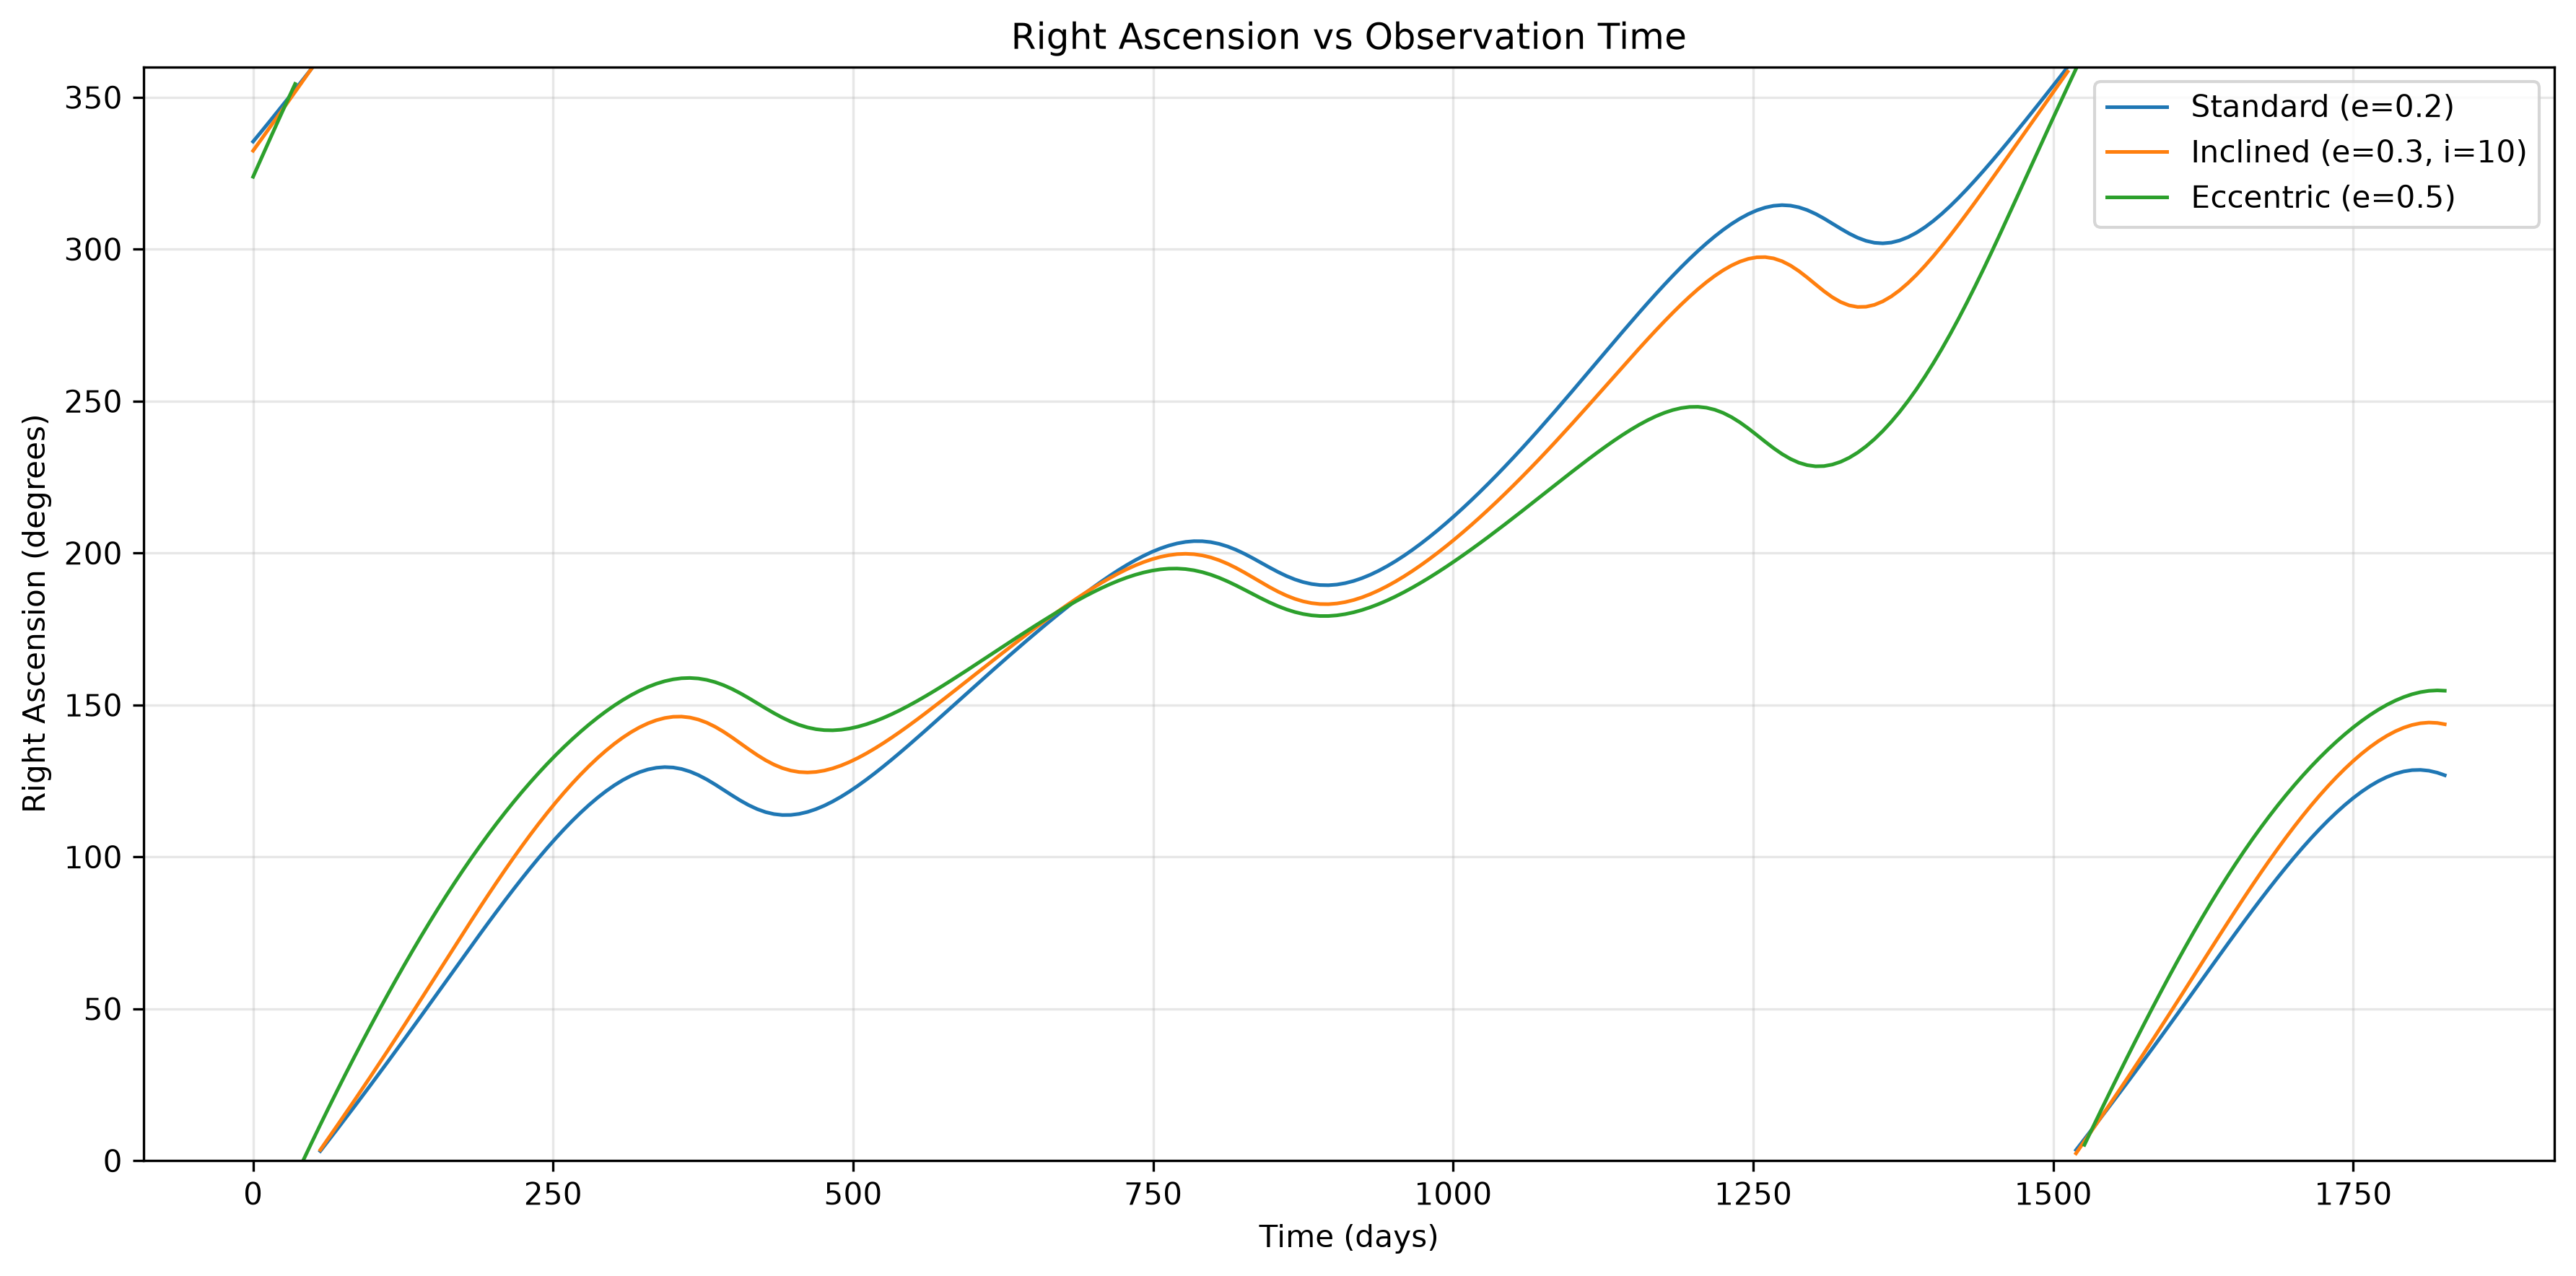 Right Ascension vs Observation Time
Right Ascension (degrees)
350
300
250
200
150
100
50
0
0
250
500
750
1000
1250
1500
1750
Time (days)
Standard (e=0.2)
Inclined (e=0.3, i=10)
Eccentric (e=0.5)